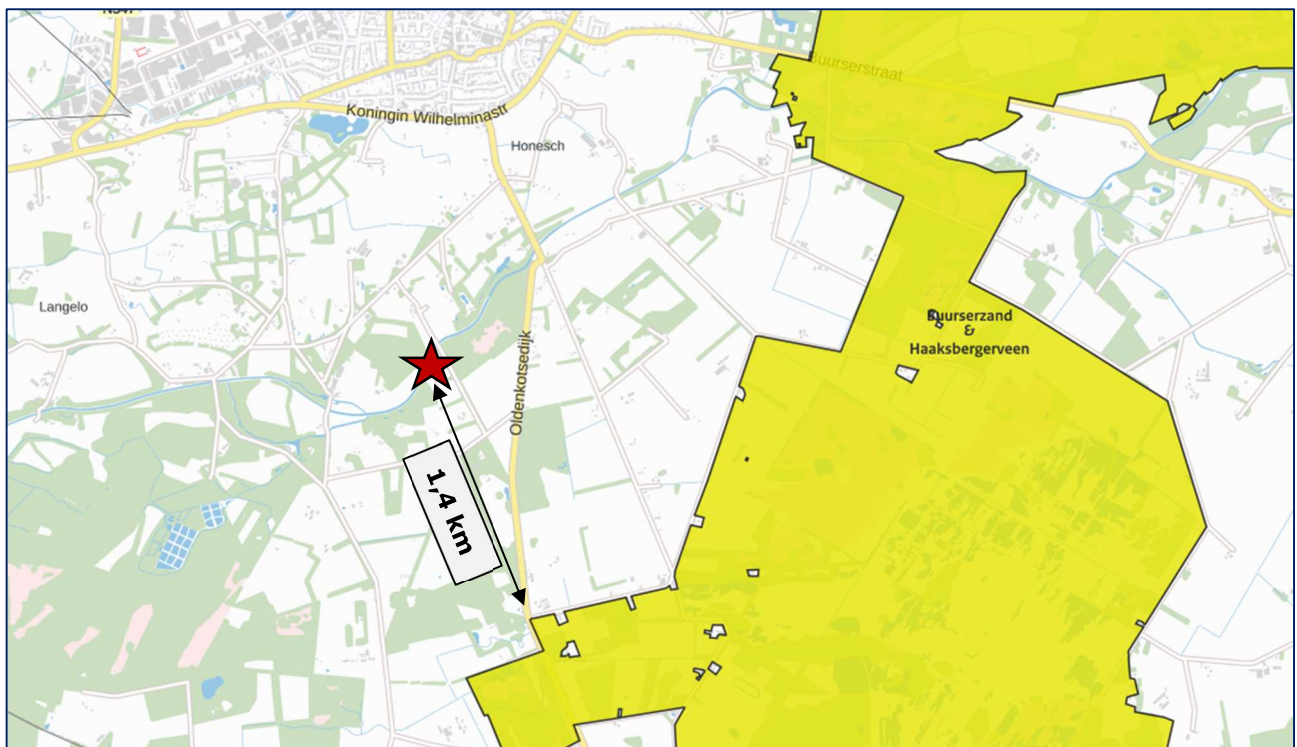 N347
Buurserstraat
Koningin Wilhelminastr
Honesch
Langelo
Buurserzand
&
Haaksbergerveen
Oldenkotsedijk
1,4 km